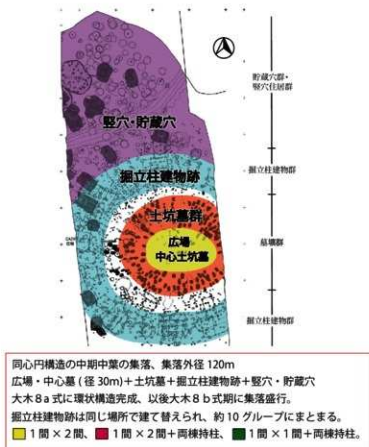 貯蔵穴群・
竪穴住居群
竪穴・貯蔵穴
掘立柱建物跡
掘立柱建物群
土坑墓群
広場
中心土坑墓
墓壙群
掘立柱建物群
同心円構造の中期中葉の集落、集落外径 120m
広場・中心墓 ( 径 30m)＋土坑墓＋掘立柱建物＋竪穴・貯蔵穴
大木８a 式に環状構造完成、以後大木８ｂ式期に集落盛行。
掘立柱建物跡は同じ場所で建て替えられ、約 10 グループにまとまる。
１間×２間、１間×２間＋両棟持柱、１間×１間＋両棟持柱。